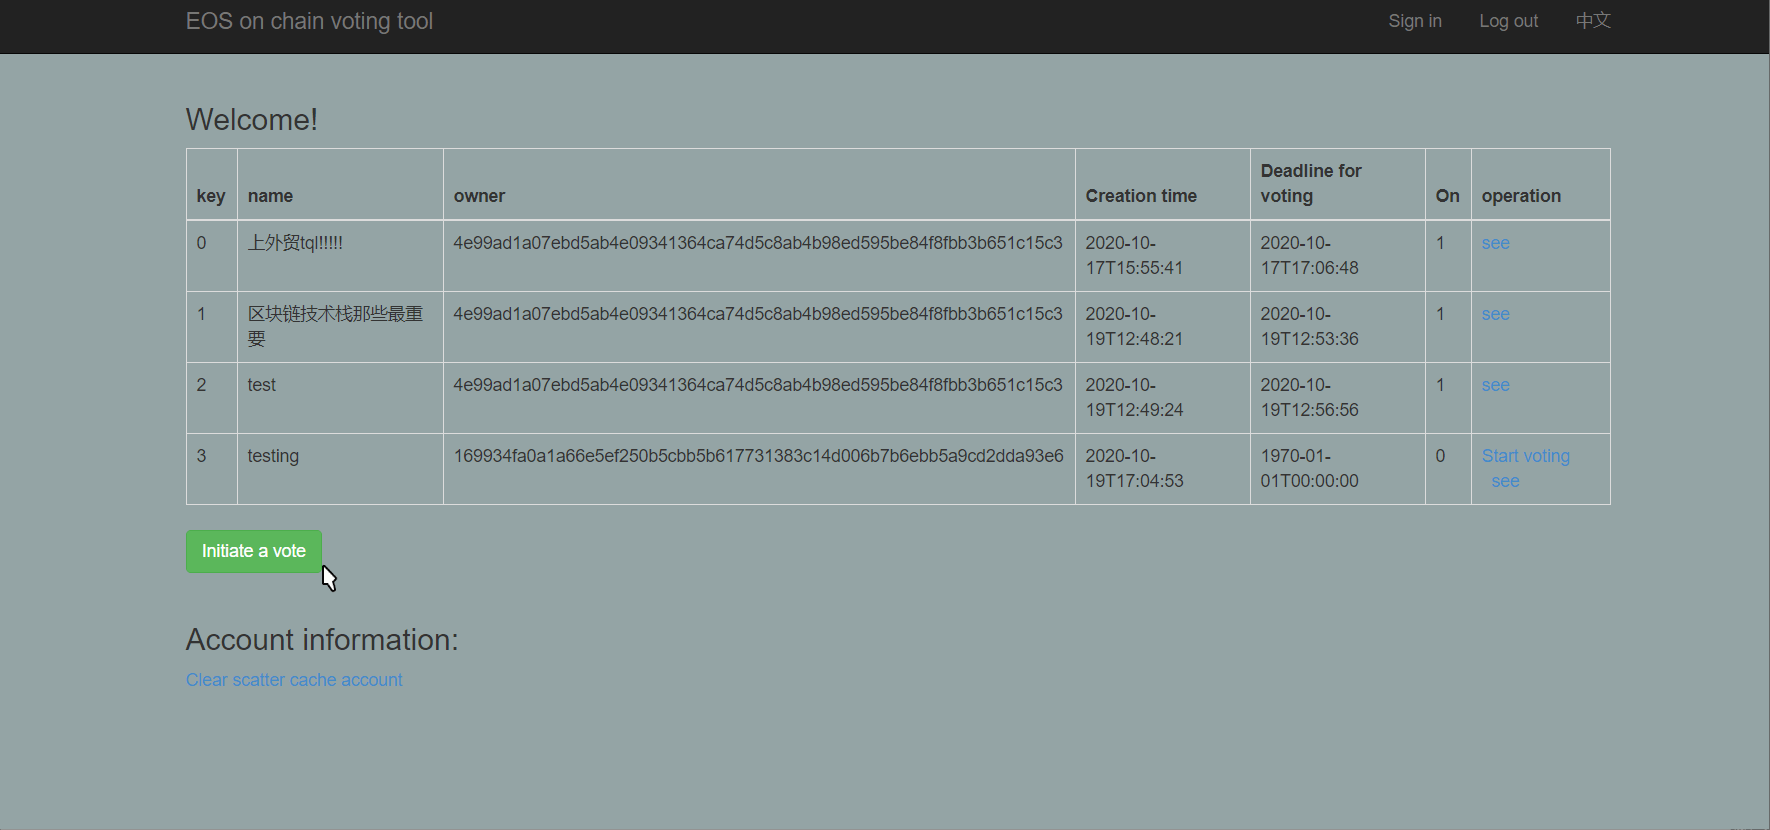 EOS on chain voting tool Sign in Log out 中文
Welcome!
key name owner Creation time Deadline for voting On operation
0 上外贸tql!!!!! 4e99ad1a07ebd5ab4e09341364ca74d5c8ab4b98ed595be84f8fbb3b651c15c3 2020-10-17T15:55:41 2020-10-17T17:06:48 1 see
1 区块链技术栈那些最重要 4e99ad1a07ebd5ab4e09341364ca74d5c8ab4b98ed595be84f8fbb3b651c15c3 2020-10-19T12:48:21 2020-10-19T12:53:36 1 see
2 test 4e99ad1a07ebd5ab4e09341364ca74d5c8ab4b98ed595be84f8fbb3b651c15c3 2020-10-19T12:49:24 2020-10-19T12:56:56 1 see
3 testing 169934fa0a1a66e5ef250b5cbb5b617731383c14d006b7b6ebb5a9cd2dda93e6 2020-10-19T17:04:53 1970-01-01T00:00:00 0 Start voting see
Initiate a vote
Account information:
Clear scatter cache account